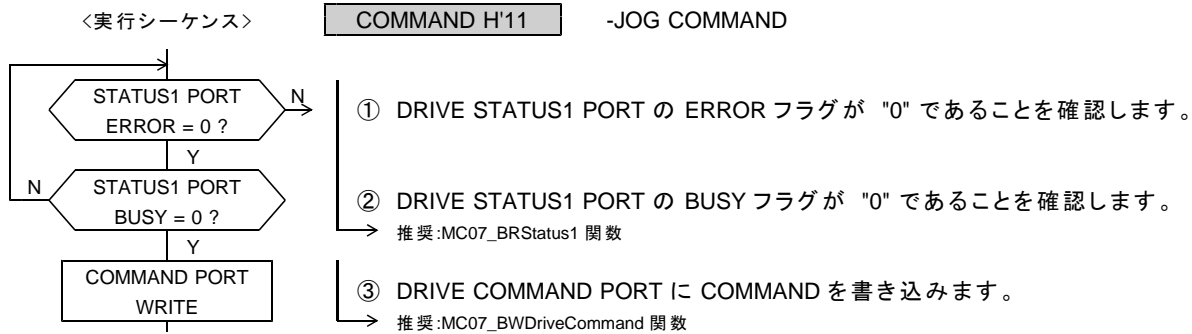 <実行シーケンス>
COMMAND H'11
-JOG COMMAND
STATUS1 PORT
ERROR = 0 ?
N
Y
① DRIVE STATUS1 PORT の ERROR フラグが "0" であることを確認します。
N
STATUS1 PORT
BUSY = 0 ?
Y
② DRIVE STATUS1 PORT の BUSY フラグが "0" であることを確認します。
推奨:MC07_BRStatus1 関数
COMMAND PORT
WRITE
③ DRIVE COMMAND PORT に COMMAND を書き込みます。
推奨:MC07_BWDriveCommand 関数